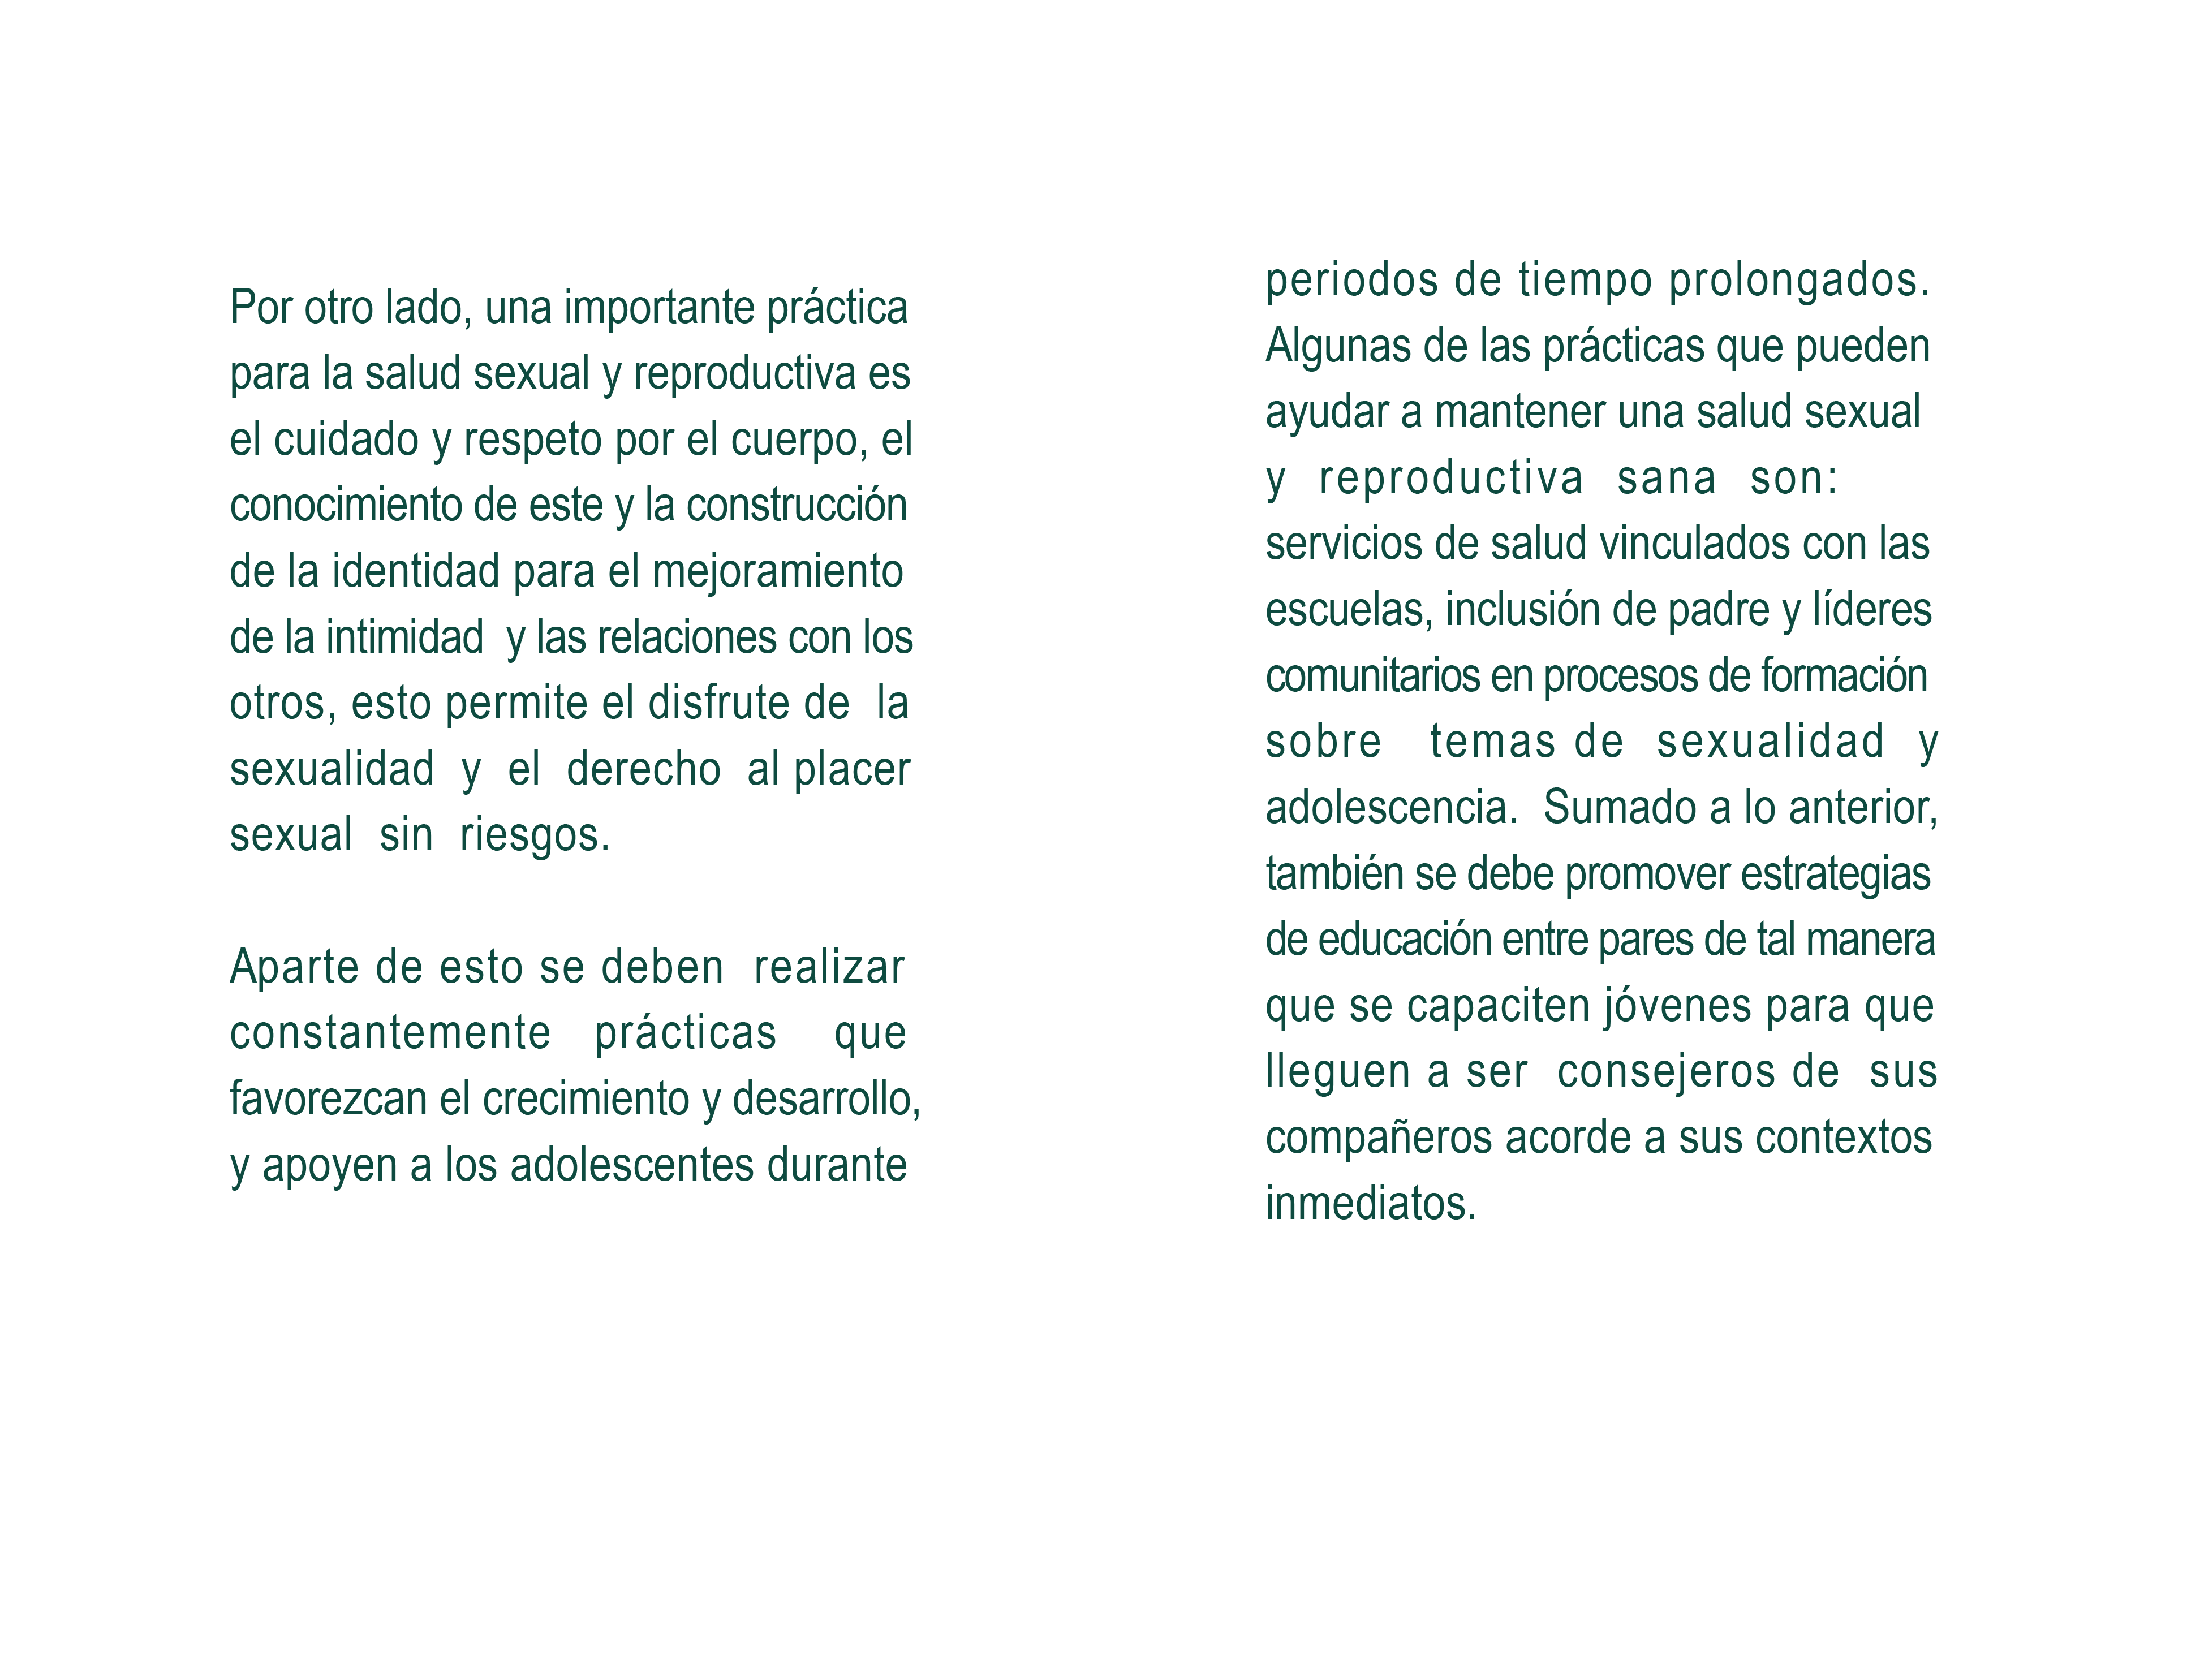 Por otro lado, una importante práctica
para la salud sexual y reproductiva es
el cuidado y respeto por el cuerpo, el
conocimiento de este y la construcción
de la identidad para el mejoramiento
de la intimidad y las relaciones con los
otros, esto permite el disfrute de la
sexualidad y el derecho al placer
sexual sin riesgos.
Aparte de esto se deben realizar
constantemente prácticas que
favorezcan el crecimiento y desarrollo,
y apoyen a los adolescentes durante
periodos de tiempo prolongados.
Algunas de las prácticas que pueden
ayudar a mantener una salud sexual
y reproductiva sana son:
servicios de salud vinculados con las
escuelas, inclusión de padre y líderes
comunitarios en procesos de formación
sobre temas de sexualidad y
adolescencia. Sumado a lo anterior,
también se debe promover estrategias
de educación entre pares de tal manera
que se capaciten jóvenes para que
lleguen a ser consejeros de sus
compañeros acorde a sus contextos
inmediatos.